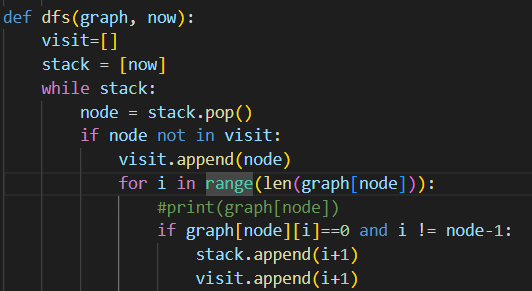 def dfs(graph, now):
    visit=[]
    stack = [now]
    while stack:
        node = stack.pop()
        if node not in visit:
            visit.append(node)
            for i in range(len(graph[node])):
                #print(graph[node])
                if graph[node][i]==0 and i != node-1:
                    stack.append(i+1)
                    visit.append(i+1)